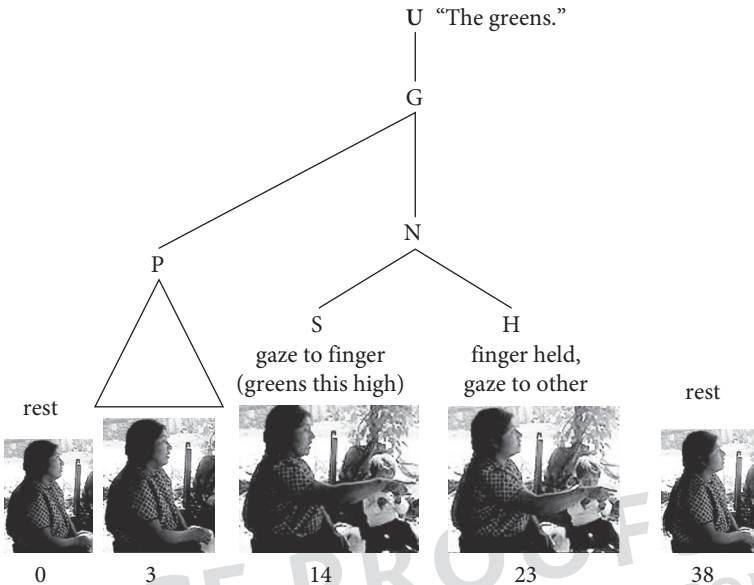 U “The greens.”
G
N
P
S
H
gaze to finger
(greens this high)
finger held,
gaze to other
rest
rest
0
3
14
23
38
PROOF